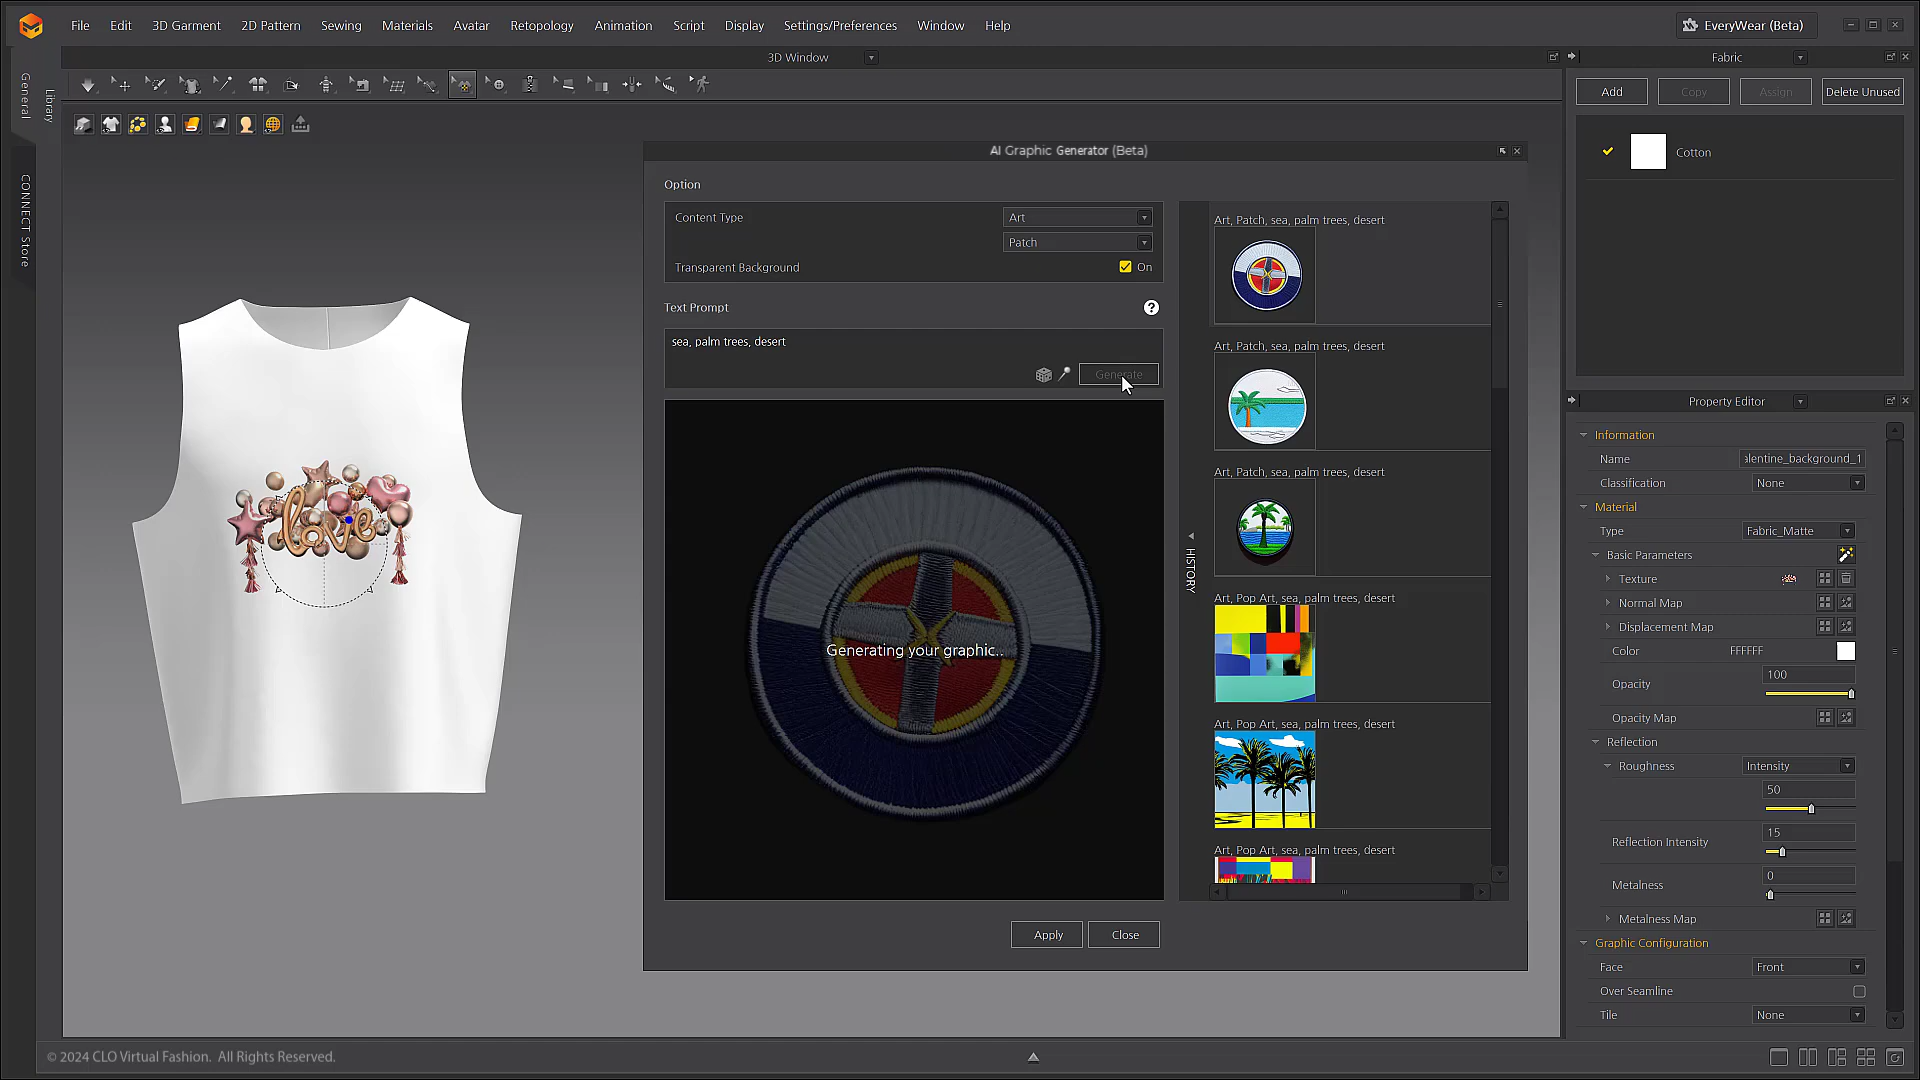 File Edit 3D Garment 2D Pattern Sewing Materials Avatar Retopology Animation Script Display Settings/Preferences Window Help
EveryWear (Beta)
3D Window
Fabric
General
Library
CONNECT Store
Add Copy Assign Delete Unused
Cotton
AI Graphic Generator (Beta)
Option
Content Type Art
Patch
Transparent Background On
Text Prompt
sea, palm trees, desert
Generate
Generating your graphic..
Apply Close
HISTORY
Art, Patch, sea, palm trees, desert
Art, Patch, sea, palm trees, desert
Art, Patch, sea, palm trees, desert
Art, Pop Art, sea, palm trees, desert
Art, Pop Art, sea, palm trees, desert
Art, Pop Art, sea, palm trees, desert
love
Property Editor
Information
Name alentine_background_1
Classification None
Material
Type Fabric_Matte
Basic Parameters
Texture
Normal Map
Displacement Map
Color FFFFFF
Opacity 100
Opacity Map
Reflection
Roughness Intensity
50
Reflection Intensity 15
Metalness 0
Metalness Map
Graphic Configuration
Face Front
Over Seamline
Tile None
© 2024 CLO Virtual Fashion. All Rights Reserved.